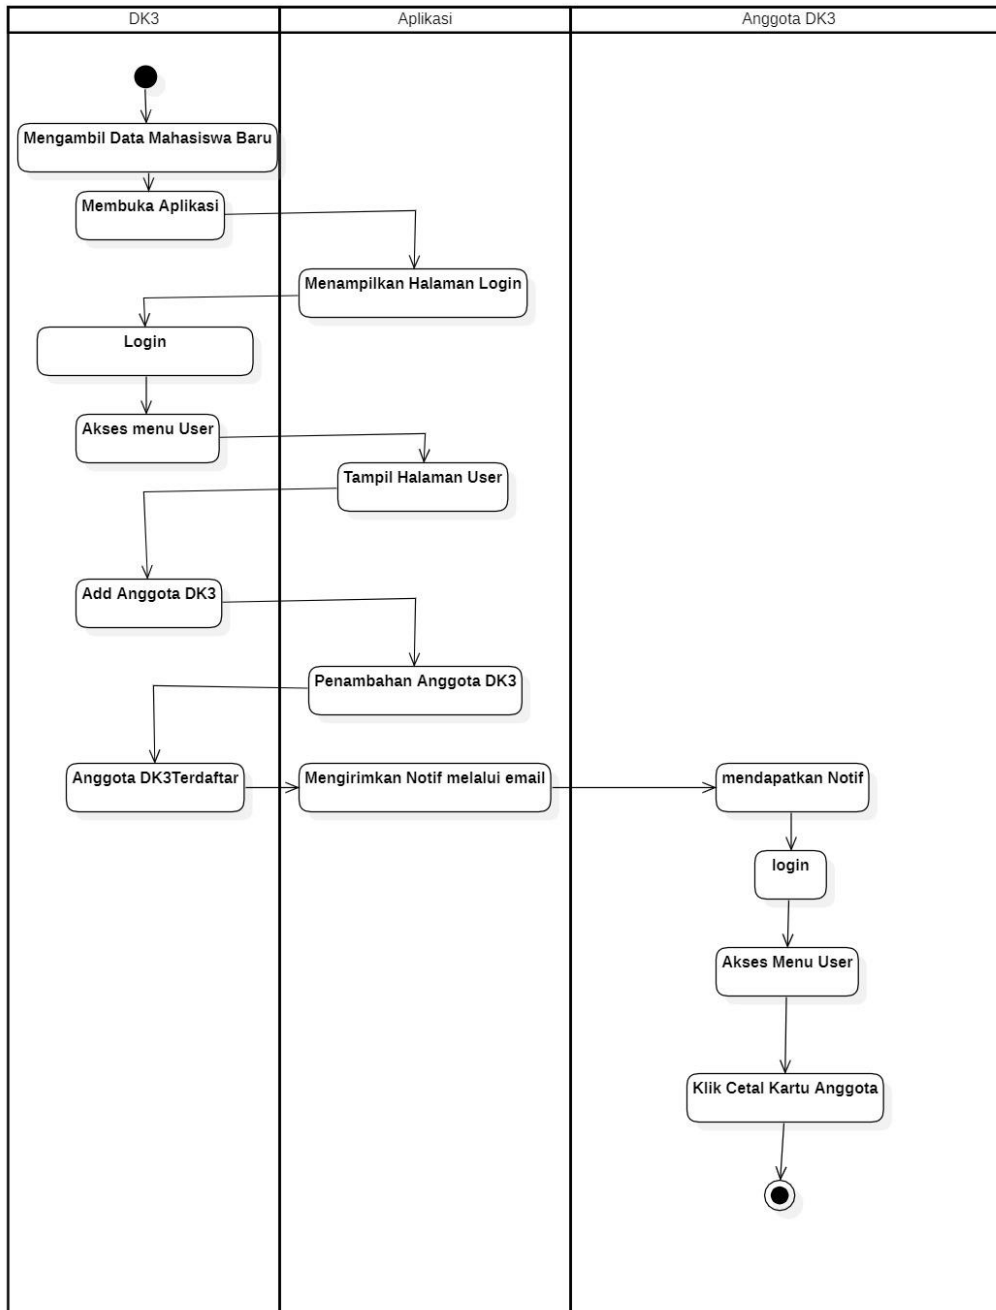 DK3
Aplikasi
Anggota DK3
Mengambil Data Mahasiswa Baru
Membuka Aplikasi
Menampilkan Halaman Login
Login
Akses menu User
Tampil Halaman User
Add Anggota DK3
Penambahan Anggota DK3
Anggota DK3Terdaftar
Mengirimkan Notif melalui email
mendapatkan Notif
login
Akses Menu User
Klik Cetal Kartu Anggota